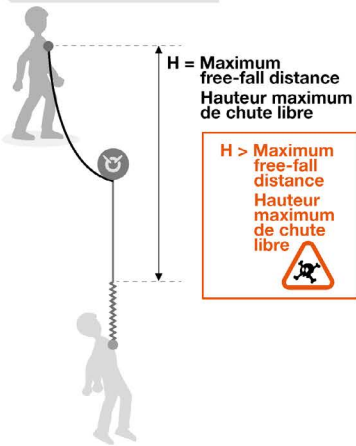 H = Maximum
free-fall distance
Hauteur maximum
de chute libre
H > Maximum
free-fall
distance
Hauteur
maximum
de chute
libre